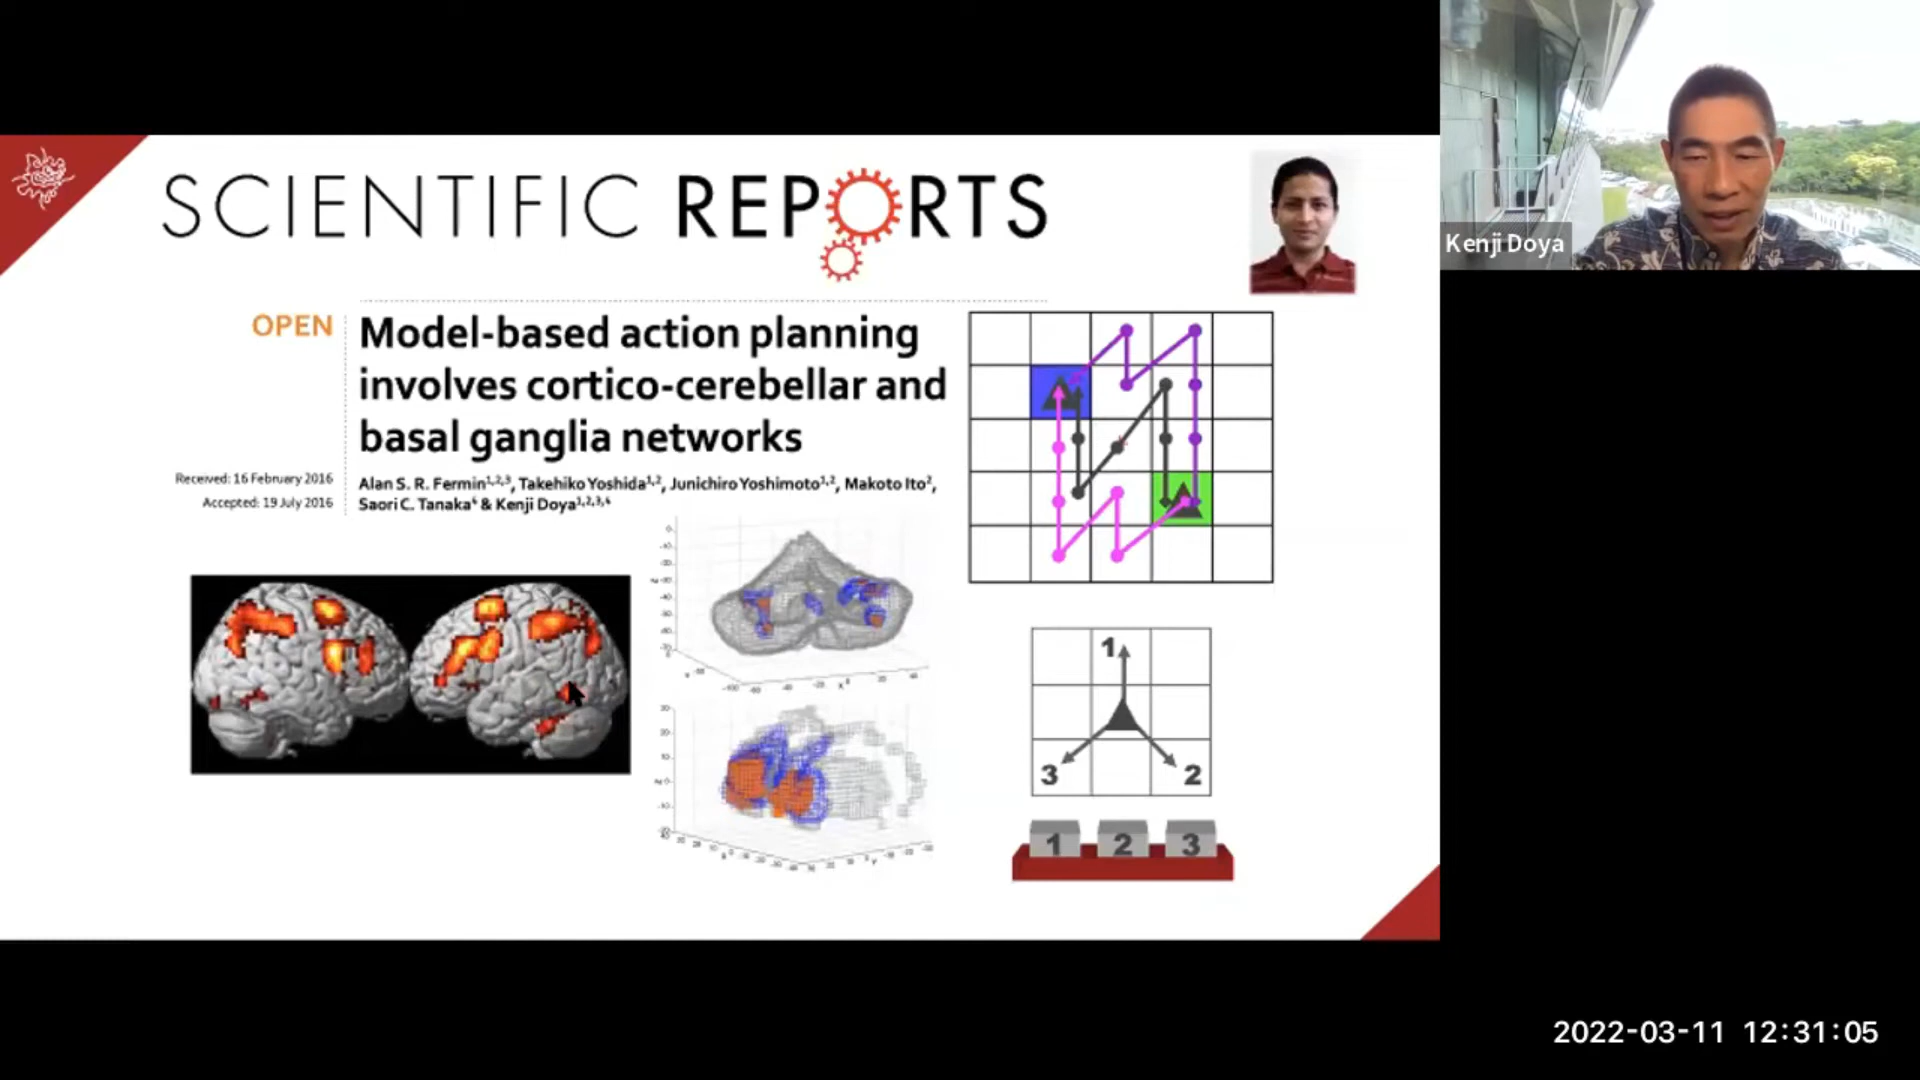 SCIENTIFIC REPORTS
Kenji Doya
OPEN
Model-based action planning
involves cortico-cerebellar and
basal ganglia networks
Received: 16 February 2016
Accepted: 19 July 2016
Alan S. R. Fermin1,2,3, Takehiko Yoshida1,2, Junichiro Yoshimoto1,2, Makoto Ito2,
Saori C. Tanaka4 & Kenji Doya1,2,3,4
1
3 2
1 2 3
2022-03-11 12:31:05